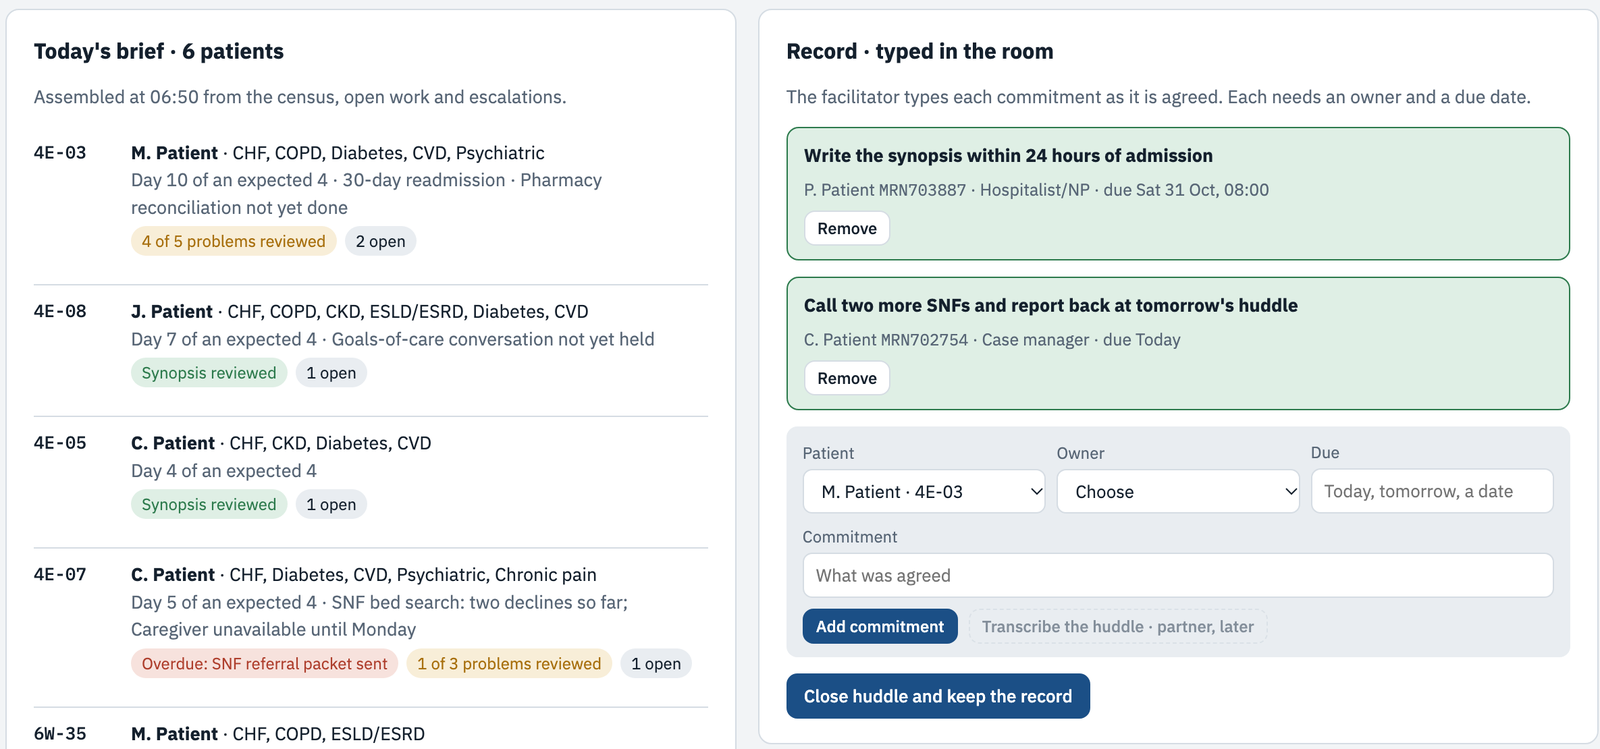 Today's brief · 6 patients
Assembled at 06:50 from the census, open work and escalations.
4E-03
M. Patient · CHF, COPD, Diabetes, CVD, Psychiatric
Day 10 of an expected 4 · 30-day readmission · Pharmacy
reconciliation not yet done
4 of 5 problems reviewed
2 open
4E-08
J. Patient · CHF, COPD, CKD, ESLD/ESRD, Diabetes, CVD
Day 7 of an expected 4 · Goals-of-care conversation not yet held
Synopsis reviewed
1 open
4E-05
C. Patient · CHF, CKD, Diabetes, CVD
Day 4 of an expected 4
Synopsis reviewed
1 open
4E-07
C. Patient · CHF, Diabetes, CVD, Psychiatric, Chronic pain
Day 5 of an expected 4 · SNF bed search: two declines so far;
Caregiver unavailable until Monday
Overdue: SNF referral packet sent
1 of 3 problems reviewed
1 open
6W-35
M. Patient · CHF, COPD, ESLD/ESRD
Record · typed in the room
The facilitator types each commitment as it is agreed. Each needs an owner and a due date.
Write the synopsis within 24 hours of admission
P. Patient MRN703887 · Hospitalist/NP · due Sat 31 Oct, 08:00
Remove
Call two more SNFs and report back at tomorrow's huddle
C. Patient MRN702754 · Case manager · due Today
Remove
Patient
Owner
Due
M. Patient · 4E-03
Choose
Today, tomorrow, a date
Commitment
What was agreed
Add commitment
Transcribe the huddle · partner, later
Close huddle and keep the record